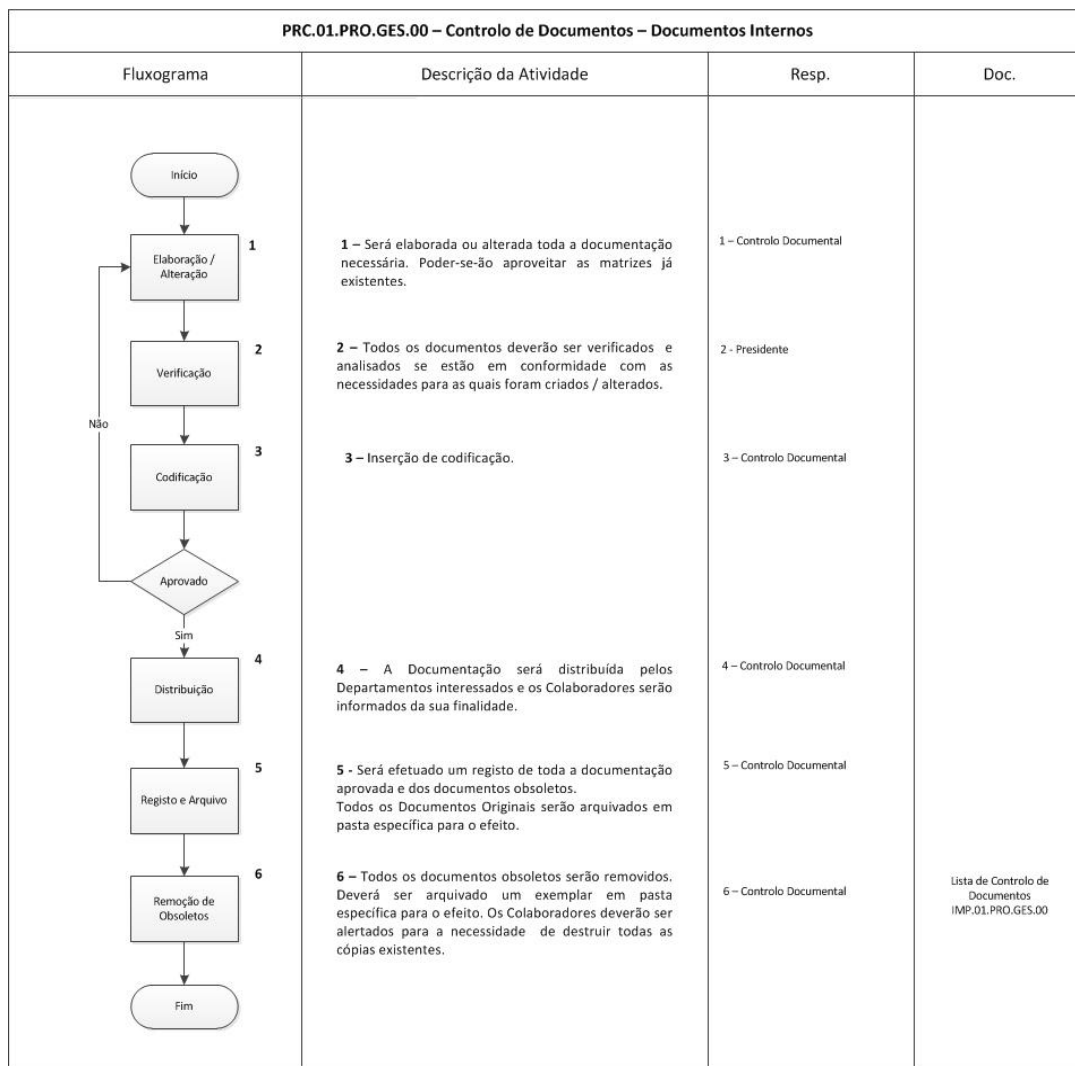 PRC.01.PRO.GES.00 – Controlo de Documentos – Documentos Internos
Fluxograma
Descrição da Atividade
Resp.
Doc.
Início
Elaboração /
Alteração
1
1 – Será elaborada ou alterada toda a documentação
necessária. Poder-se-ão aproveitar as matrizes já
existentes.
1 – Controlo Documental
Verificação
2
2 – Todos os documentos deverão ser verificados e
analisados se estão em conformidade com as
necessidades para as quais foram criados / alterados.
2 - Presidente
Não
Codificação
3
3 – Inserção de codificação.
3 – Controlo Documental
Aprovado
Sim
Distribuição
4
4 – A Documentação será distribuída pelos
Departamentos interessados e os Colaboradores serão
informados da sua finalidade.
4 – Controlo Documental
Registo e Arquivo
5
5 - Será efetuado um registo de toda a documentação
aprovada e dos documentos obsoletos.
Todos os Documentos Originais serão arquivados em
pasta específica para o efeito.
5 – Controlo Documental
Remoção de
Obsoletos
6
6 – Todos os documentos obsoletos serão removidos.
Deverá ser arquivado um exemplar em pasta
específica para o efeito. Os Colaboradores deverão ser
alertados para a necessidade de destruir todas as
cópias existentes.
6 – Controlo Documental
Lista de Controlo de
Documentos
IMP.01.PRO.GES.00
Fim